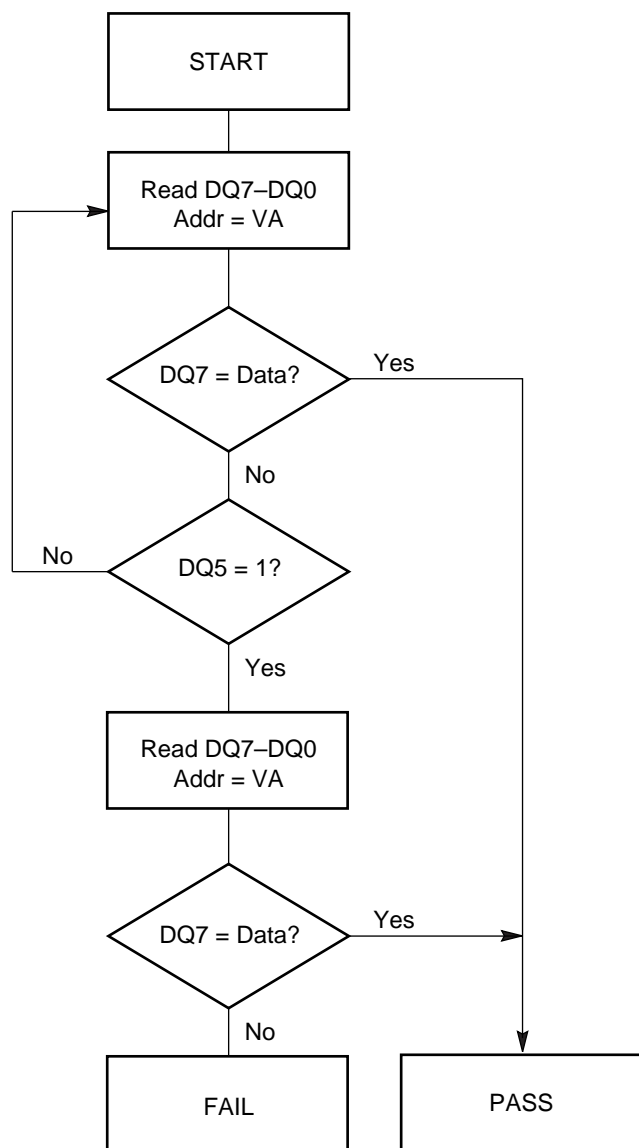 START
Read DQ7–DQ0
Addr = VA
DQ7 = Data?
Yes
No
No
DQ5 = 1?
Yes
Read DQ7–DQ0
Addr = VA
DQ7 = Data?
Yes
No
FAIL
PASS